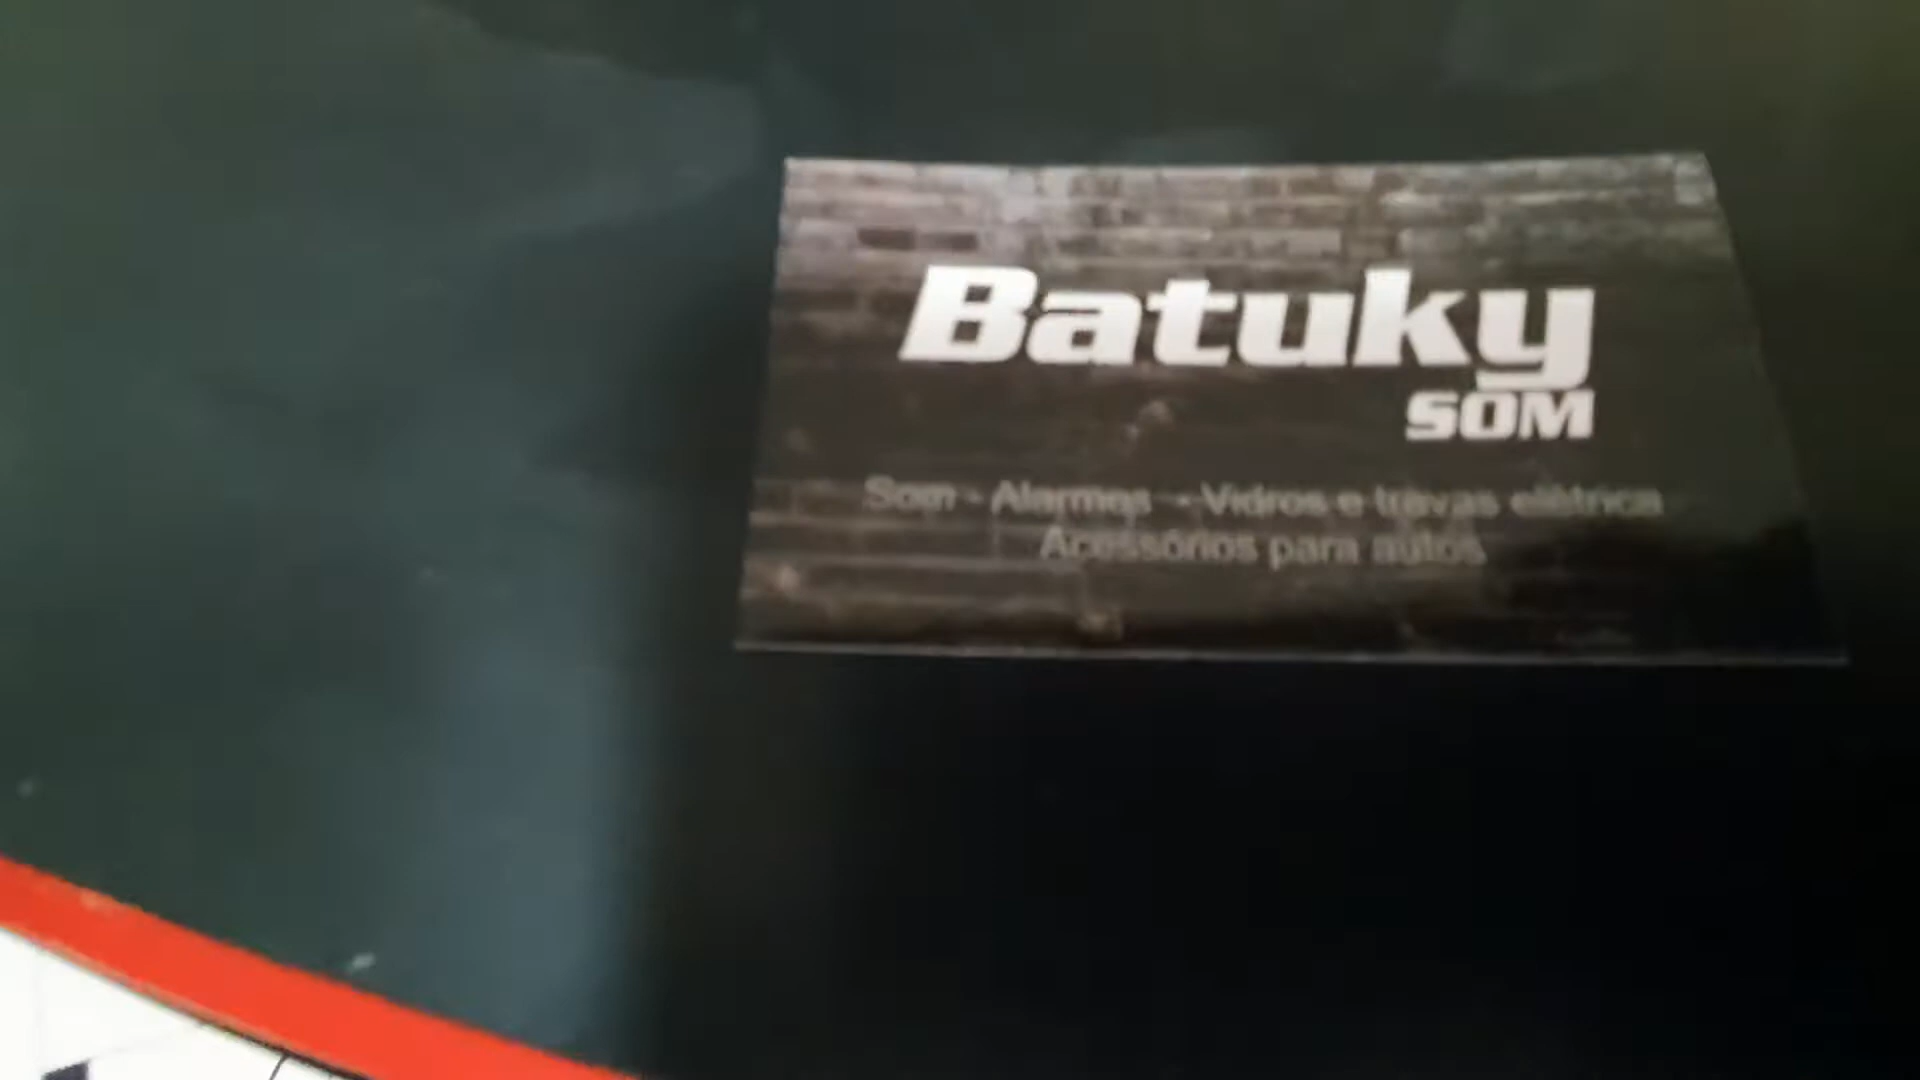 Batuky
SOM
Som - Alarmes - Vidros e travas elétrica
Acessórios para autos